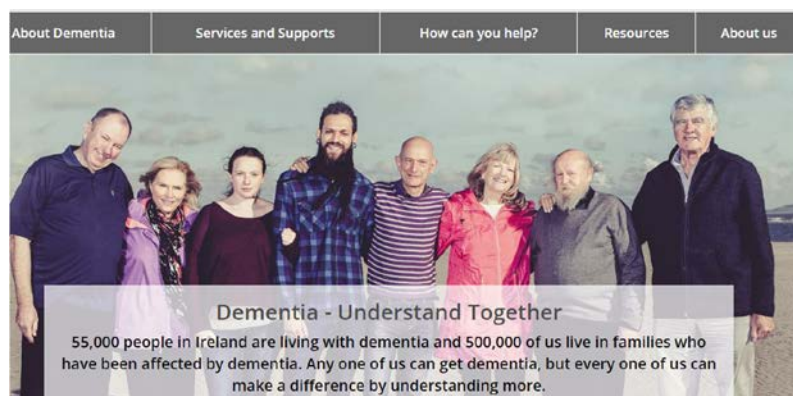 About Dementia
Services and Supports
How can you help?
Resources
About us
Dementia - Understand Together
55,000 people in Ireland are living with dementia and 500,000 of us live in families who
have been affected by dementia. Any one of us can get dementia, but every one of us can
make a difference by understanding more.